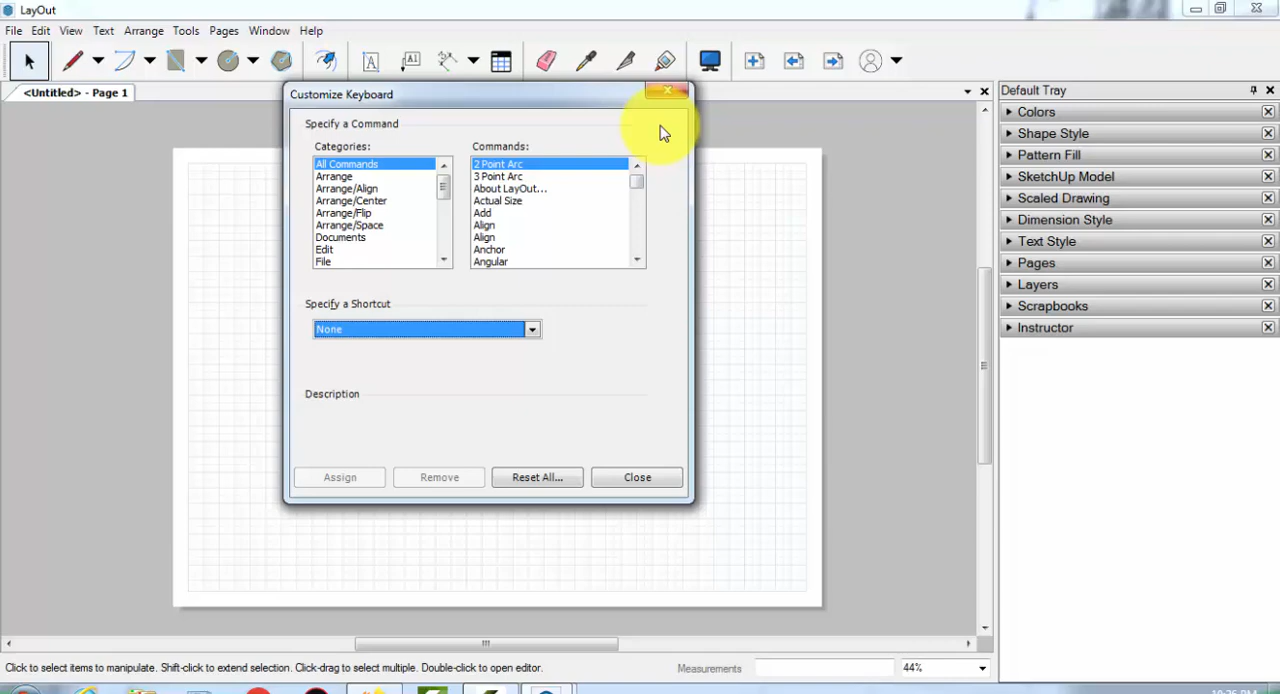 LayOut
File Edit View Text Arrange Tools Pages Window Help
A A1
<Untitled> - Page 1
Default Tray
Colors
Shape Style
Pattern Fill
SketchUp Model
Scaled Drawing
Dimension Style
Text Style
Pages
Layers
Scrapbooks
Instructor
Customize Keyboard
Specify a Command
Categories: Commands:
All Commands 2 Point Arc
Arrange 3 Point Arc
Arrange/Align About LayOut...
Arrange/Center Actual Size
Arrange/Flip Add
Arrange/Space Align
Documents Align
Edit Anchor
File Angular
Specify a Shortcut
None
Description
Assign Remove Reset All... Close
Click to select items to manipulate. Shift-click to extend selection. Click-drag to select multiple. Double-click to open editor. Measurements 44%